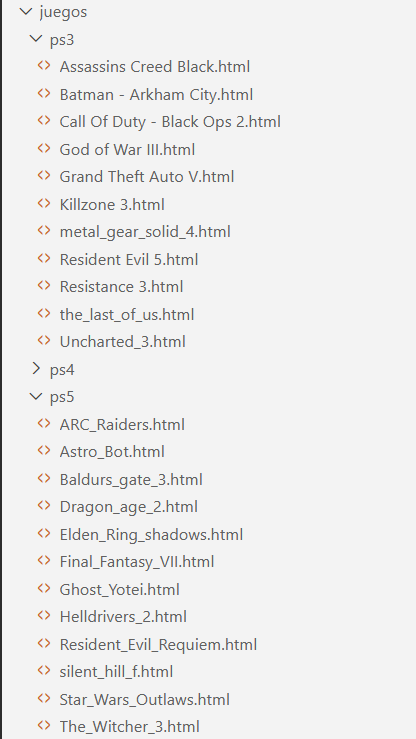 juegos
ps3
Assassins Creed Black.html
Batman - Arkham City.html
Call Of Duty - Black Ops 2.html
God of War III.html
Grand Theft Auto V.html
Killzone 3.html
metal_gear_solid_4.html
Resident Evil 5.html
Resistance 3.html
the_last_of_us.html
Uncharted_3.html
ps4
ps5
ARC_Raiders.html
Astro_Bot.html
Baldurs_gate_3.html
Dragon_age_2.html
Elden_Ring_shadows.html
Final_Fantasy_VII.html
Ghost_Yotei.html
Helldrivers_2.html
Resident_Evil_Requiem.html
silent_hill_f.html
Star_Wars_Outlaws.html
The_Witcher_3.html